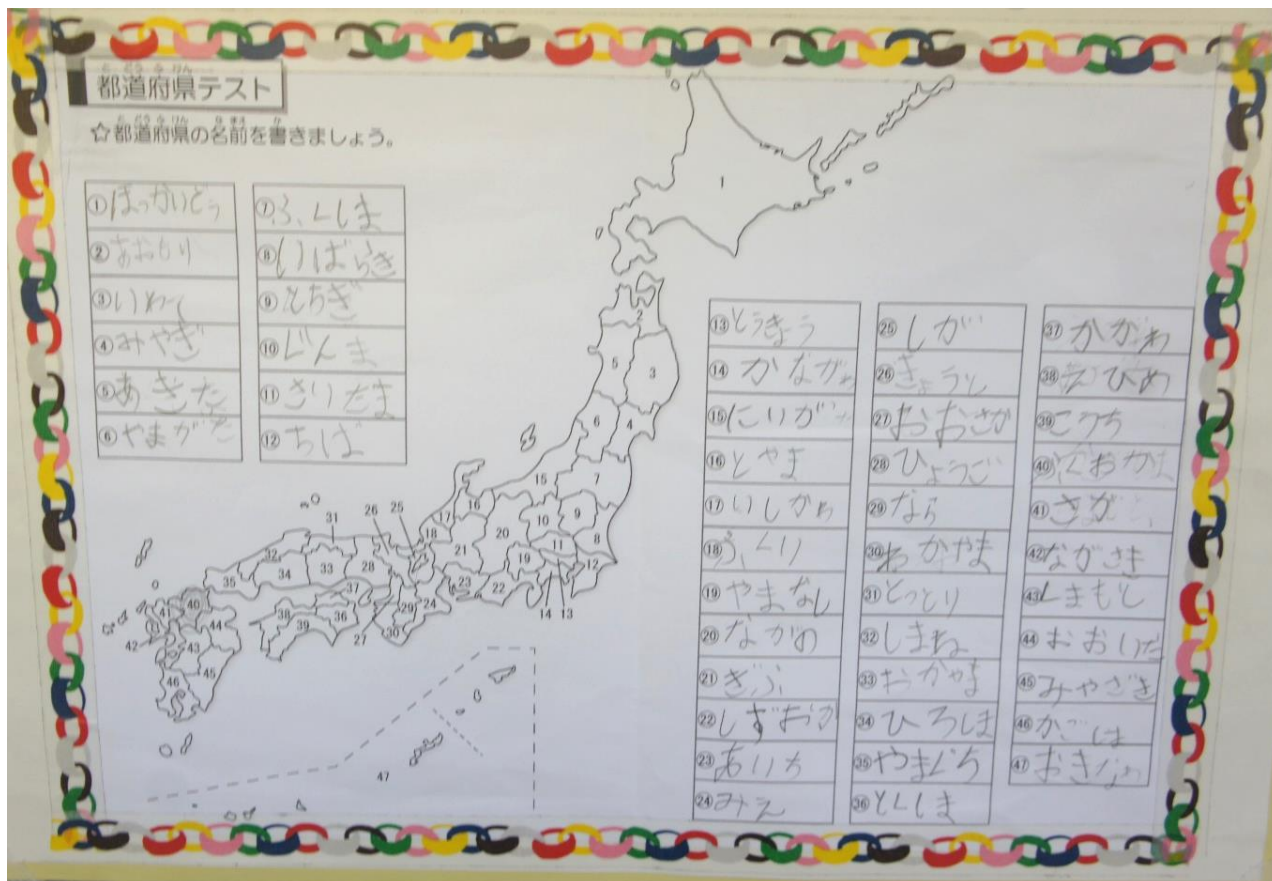 都道府県テスト
☆都道府県の名前を書きましょう。
①ほっかいどう
②あおもり
③いわて
④みやぎ
⑤あきた
⑥やまがた
⑦ふくしま
⑧いばらき
⑨とちぎ
⑩ぐんま
⑪さいたま
⑫ちば
⑬とうきょう
⑭かながわ
⑮にいがた
⑯とやま
⑰いしかわ
⑱ふくい
⑲やまなし
⑳ながの
㉑ぎふ
㉒しずおか
㉓あいち
㉔みえ
㉕しが
㉖きょうと
㉗おおさか
㉘ひょうご
㉙なら
㉚わかやま
㉛とっとり
㉜しまね
㉝おかやま
㉞ひろしま
㉟やまぐち
㊱とくしま
㊲かがわ
㊳えひめ
㊴こうち
㊵ふくおか
㊶さが
㊷ながさき
㊸くまもと
㊹おおいた
㊺みやざき
㊻かごしま
㊼おきなわ